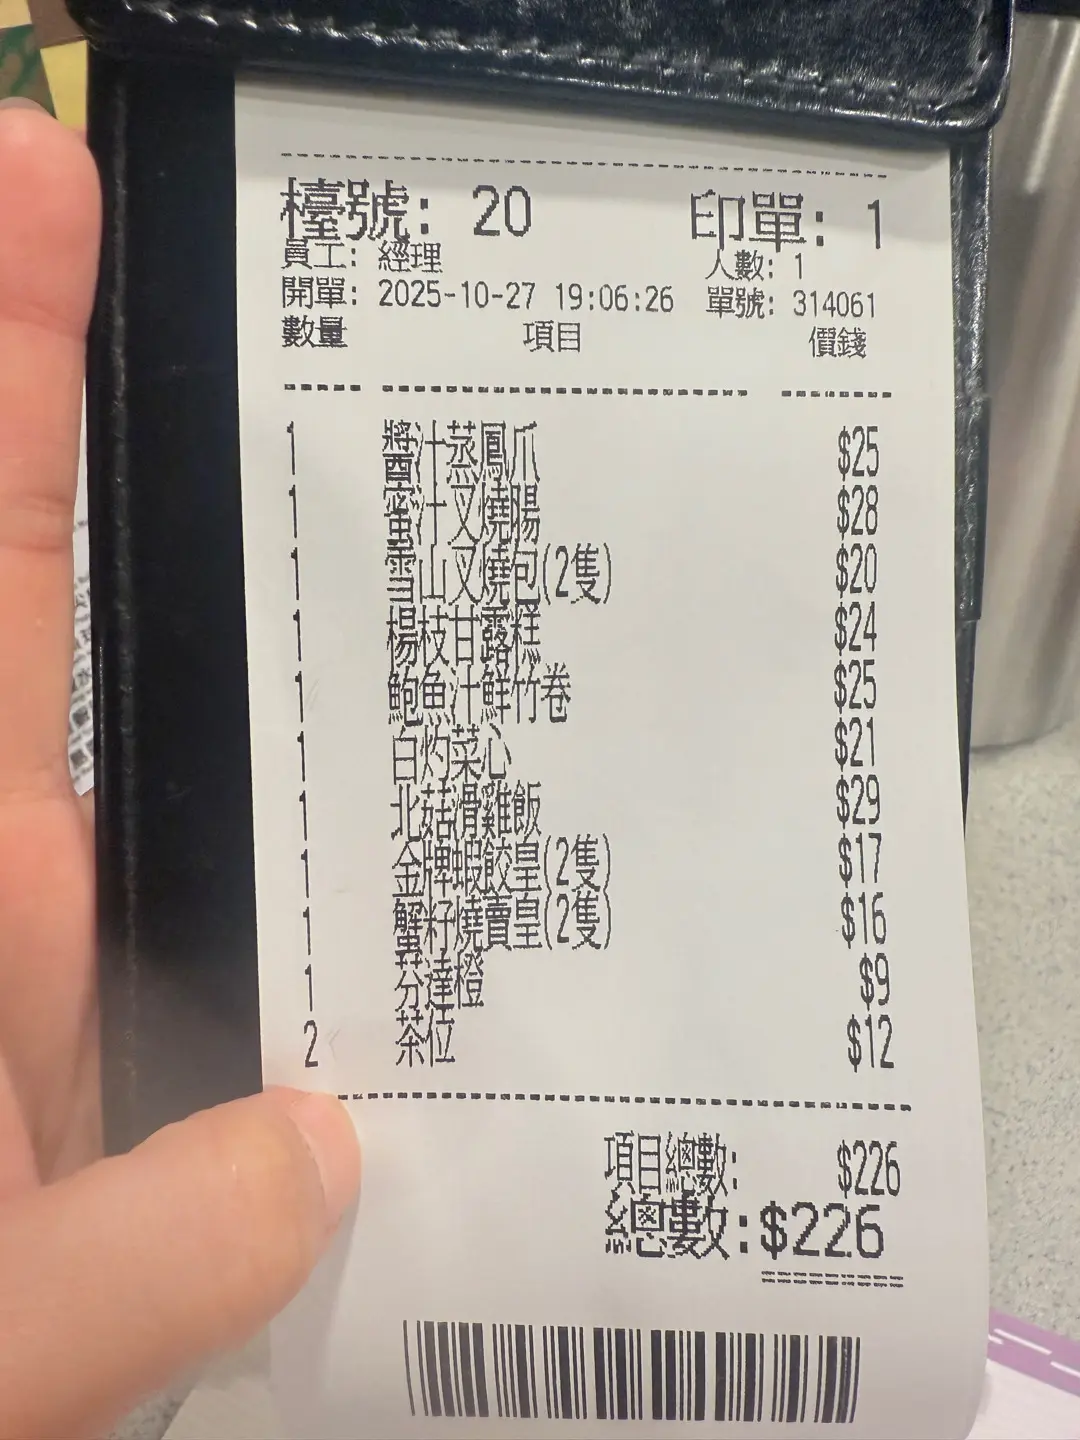 檯號: 20 印單: 1
員工: 經理 人數: 1
開單: 2025-10-27 19:06:26 單號: 314061
數量 項目 價錢
1 醬汁蒸鳳爪 $25
1 蜜汁叉燒腸 $28
1 雪山叉燒包(2隻) $20
1 楊枝甘露糕 $24
1 鮑魚汁鮮竹卷 $25
1 白灼菜心 $21
1 北菇滑雞飯 $29
1 金牌蝦餃皇(2隻) $17
1 蟹籽燒賣皇(2隻) $16
1 芬達橙 $9
2 茶位 $12
項目總數: $226
總數:$226